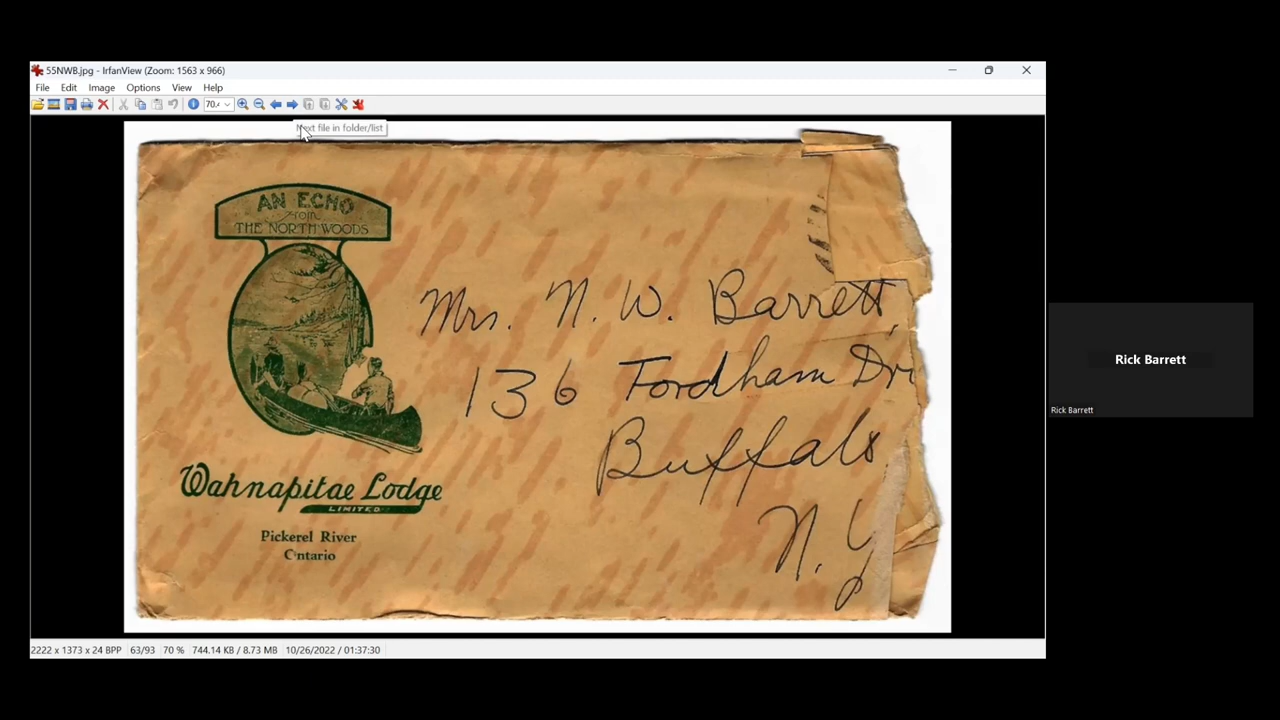 55NWB.jpg - IrfanView (Zoom: 1563 x 966)
File Edit Image Options View Help
70.
Next file in folder/list
AN ECHO
from
THE NORTH WOODS
Mrs. N. W. Barrett,
136 Fordham Dri
Buffalo
N.Y
Wahnapitae Lodge
LIMITED
Pickerel River
Ontario
Rick Barrett
Rick Barrett
2222 x 1373 x 24 BPP 63/93 70 % 744.14 KB / 8.73 MB 10/26/2022 / 01:37:30